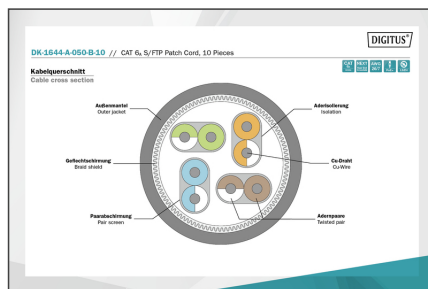 DIGITUS®
DK-1644-A-050-B-10 // CAT 6A S/FTP Patch Cord, 10 Pieces
Kabelquerschnitt
Cable cross section
Außenmantel
Outer jacket
Aderisolierung
Isolation
Geflechtschirmung
Braid shield
Cu-Draht
Cu-Wire
Paarabschirmung
Pair screen
Adernpaare
Twisted pair